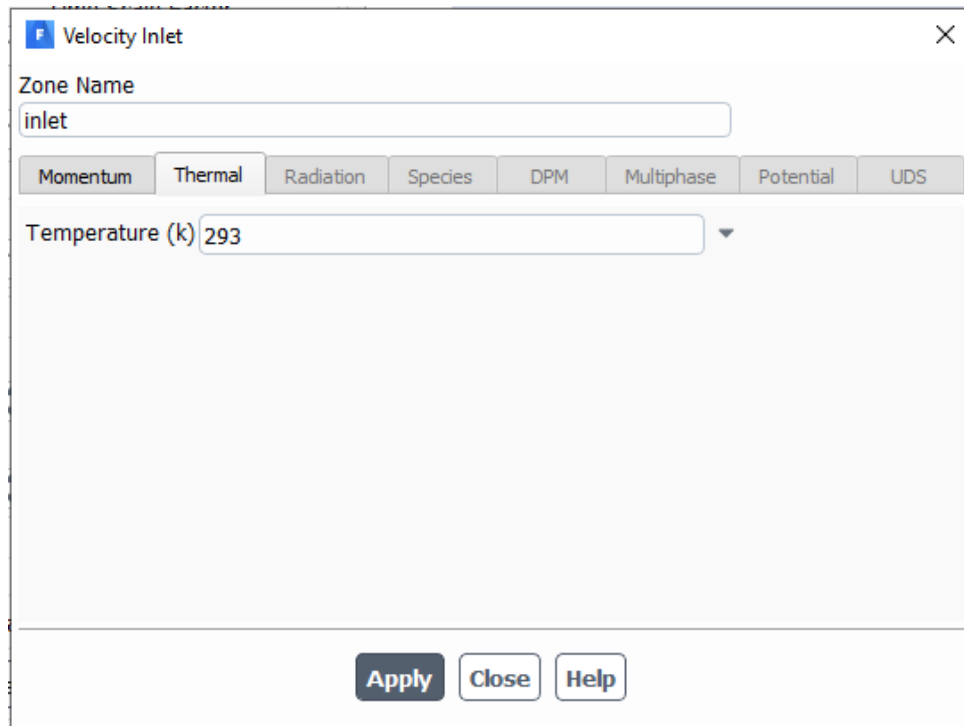 F Velocity Inlet
Zone Name
inlet
Momentum Thermal Radiation Species DPM Multiphase Potential UDS
Temperature (k) 293
Apply Close Help